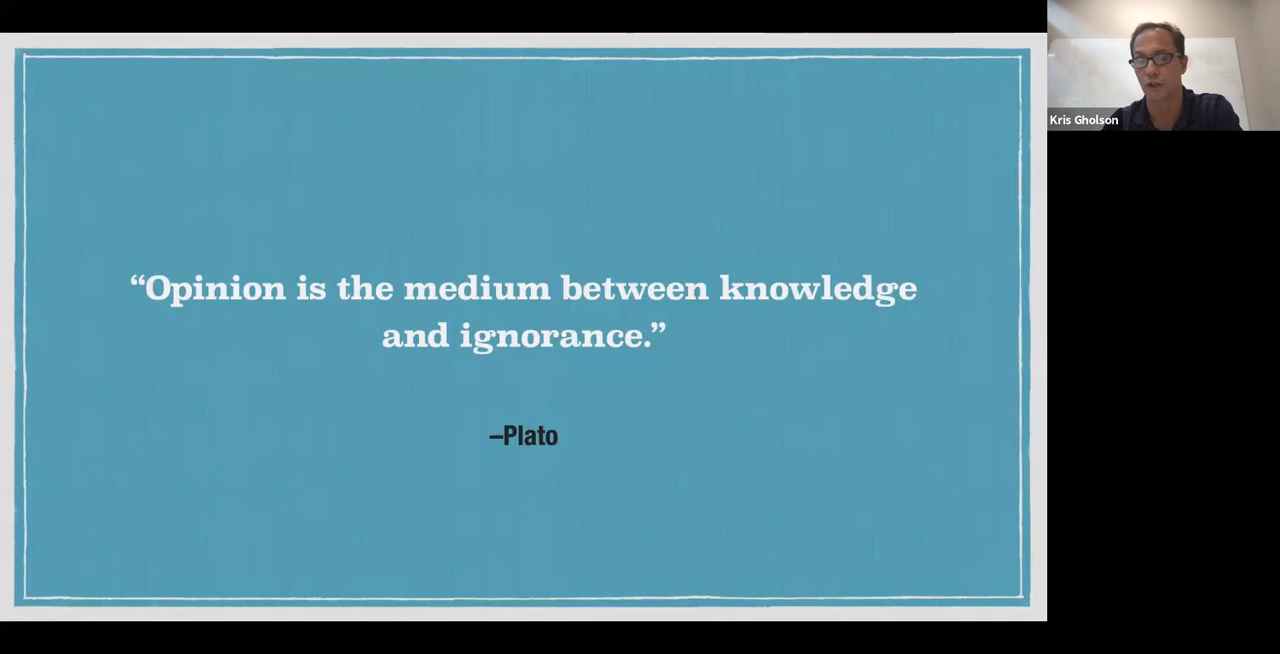 “Opinion is the medium between knowledge
and ignorance.”
–Plato
Kris Gholson